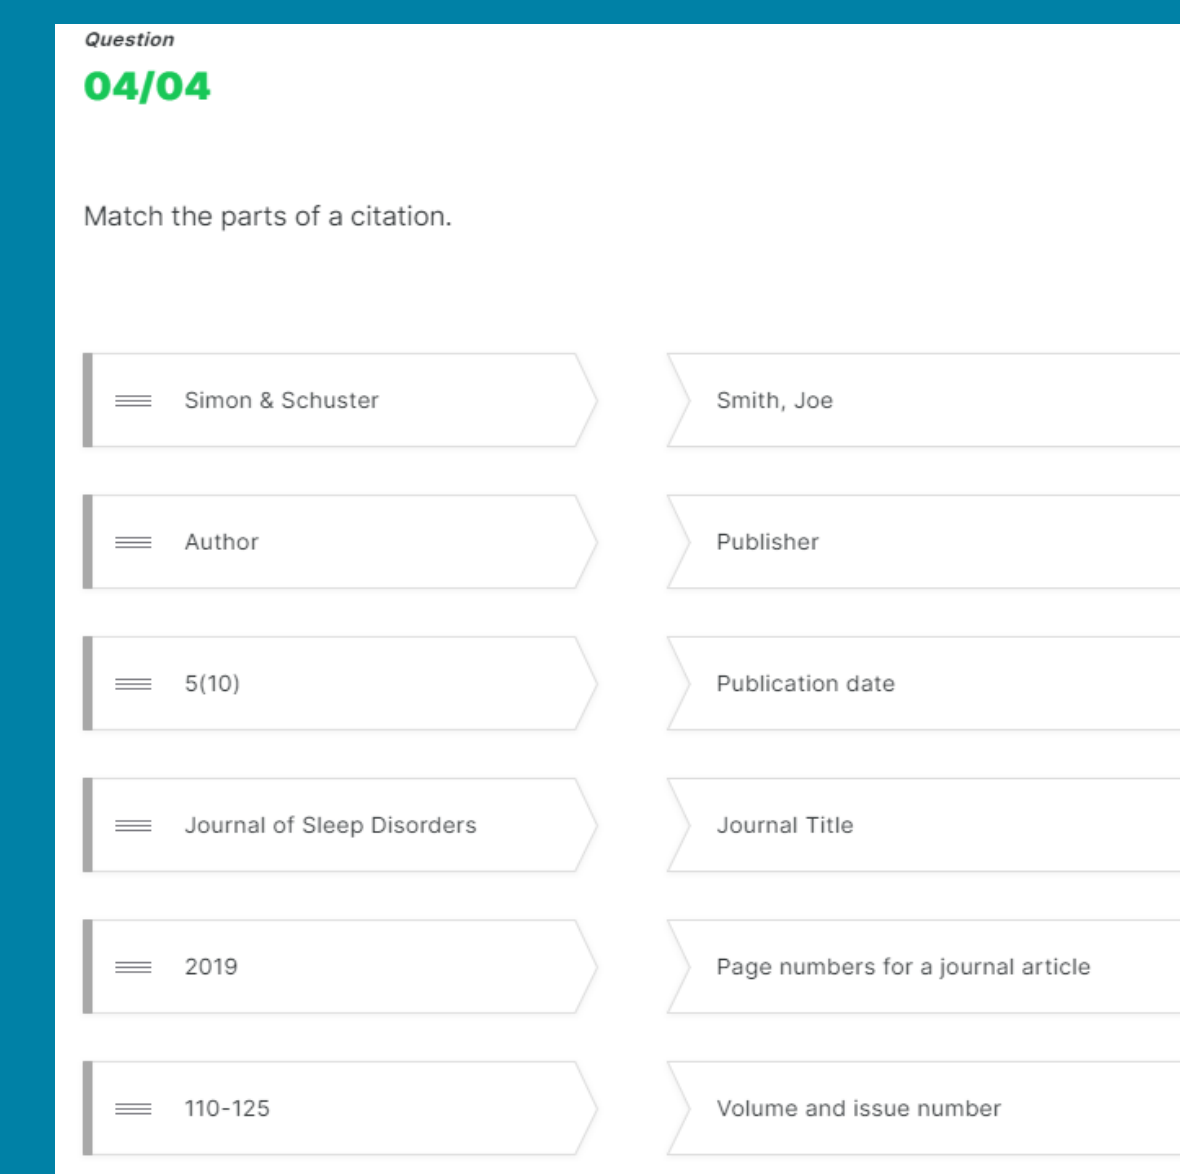 Question
04/04
Match the parts of a citation.
Simon & Schuster
Smith, Joe
Author
Publisher
5(10)
Publication date
Journal of Sleep Disorders
Journal Title
2019
Page numbers for a journal article
110-125
Volume and issue number